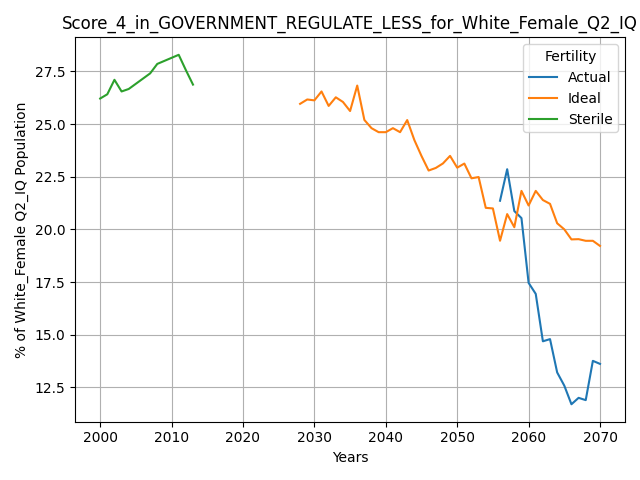 Score_4_in_GOVERNMENT_REGULATE_LESS_for_White_Female_Q2_IQ
Fertility
Actual
Ideal
Sterile
% of White_Female Q2_IQ Population
27.5
25.0
22.5
20.0
17.5
15.0
12.5
2000 2010 2020 2030 2040 2050 2060 2070
Years